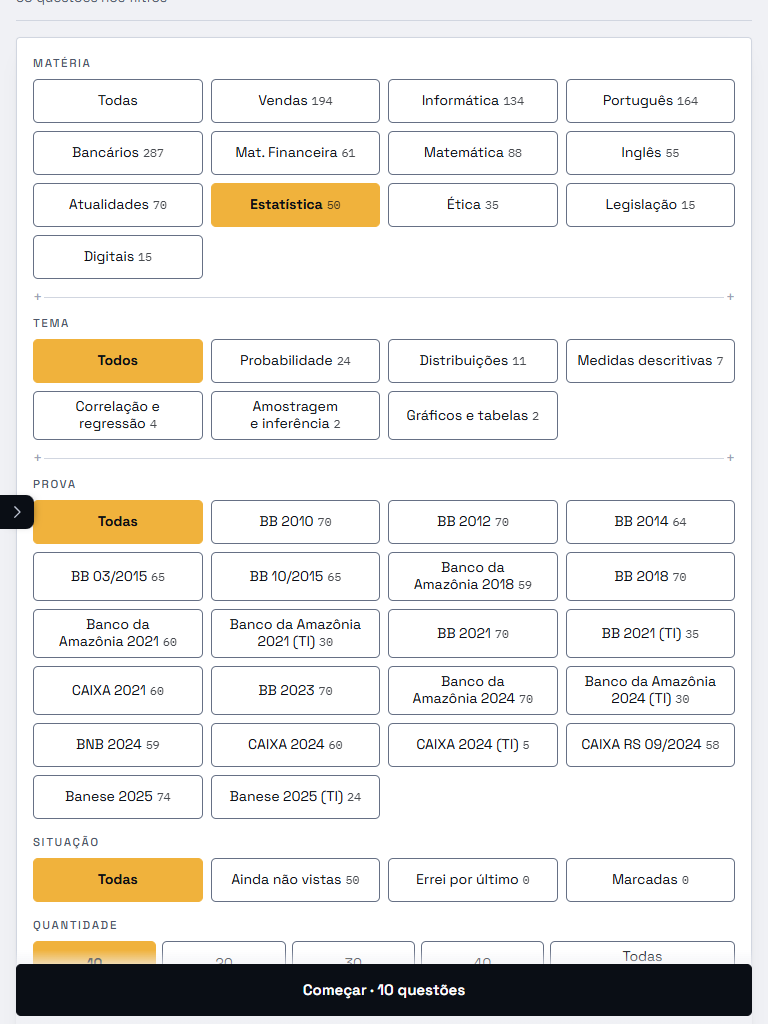 MATÉRIA
Todas
Vendas 194
Informática 134
Português 164
Bancários 287
Mat. Financeira 61
Matemática 88
Inglês 55
Atualidades 70
Estatística 50
Ética 35
Legislação 15
Digitais 15
TEMA
Todos
Probabilidade 24
Distribuições 11
Medidas descritivas 7
Correlação e
regressão 4
Amostragem
e inferência 2
Gráficos e tabelas 2
PROVA
Todas
BB 2010 70
BB 2012 70
BB 2014 64
BB 03/2015 65
BB 10/2015 65
Banco da
Amazônia 2018 59
BB 2018 70
Banco da
Amazônia 2021 60
Banco da Amazônia
2021 (TI) 30
BB 2021 70
BB 2021 (TI) 35
CAIXA 2021 60
BB 2023 70
Banco da
Amazônia 2024 70
Banco da Amazônia
2024 (TI) 30
BNB 2024 59
CAIXA 2024 60
CAIXA 2024 (TI) 5
CAIXA RS 09/2024 58
Banese 2025 74
Banese 2025 (TI) 24
SITUAÇÃO
Todas
Ainda não vistas 50
Errei por último 0
Marcadas 0
QUANTIDADE
10
20
30
40
Todas
Começar · 10 questões